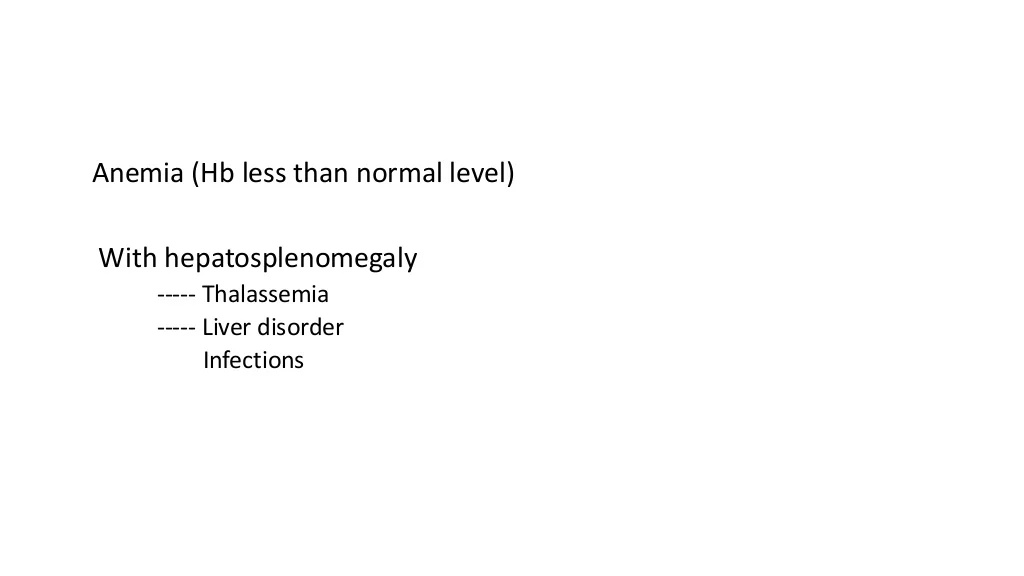 Anemia (Hb less than normal level)
With hepatosplenomegaly
----- Thalassemia
----- Liver disorder
Infections